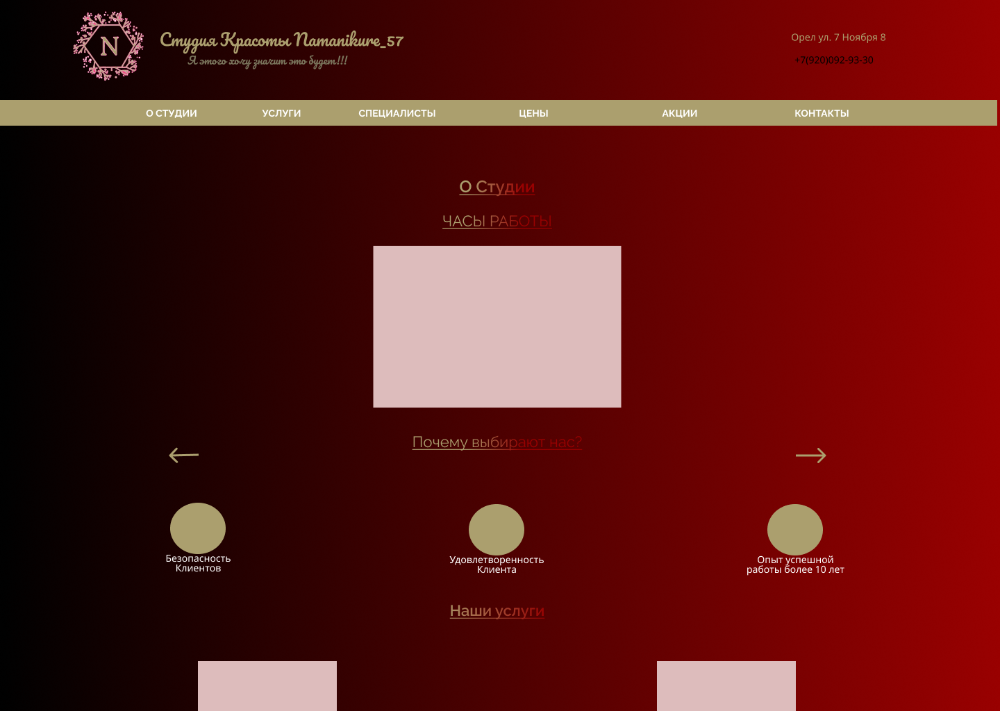 N
Студия Красоты Namanikure_57
Я этого хочу значит это будет!!!
Орел ул. 7 Ноября 8
+7(920)092-93-30
О СТУДИИ УСЛУГИ СПЕЦИАЛИСТЫ ЦЕНЫ АКЦИИ КОНТАКТЫ
О Студии
ЧАСЫ РАБОТЫ
Почему выбирают нас?
Безопасность
Клиентов
Удовлетворенность
Клиента
Опыт успешной
работы более 10 лет
Наши услуги